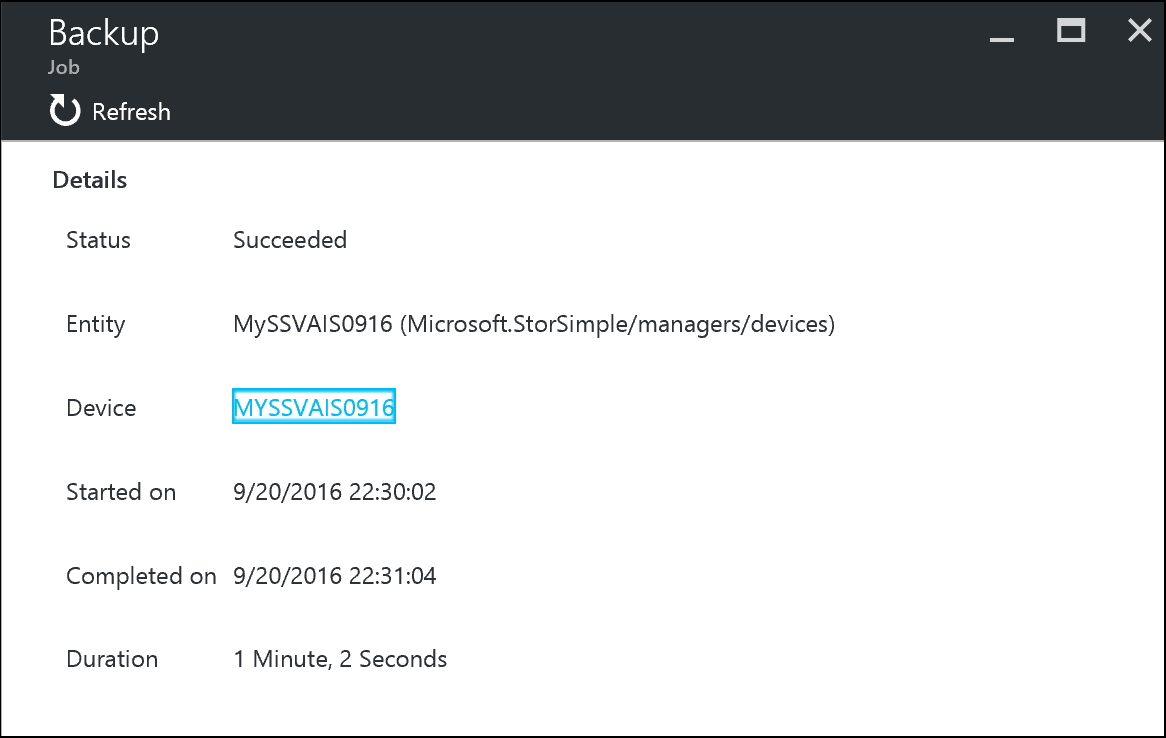 Backup
Job
Refresh
Details
Status Succeeded
Entity MySSVAIS0916 (Microsoft.StorSimple/managers/devices)
Device MYSSVAIS0916
Started on 9/20/2016 22:30:02
Completed on 9/20/2016 22:31:04
Duration 1 Minute, 2 Seconds